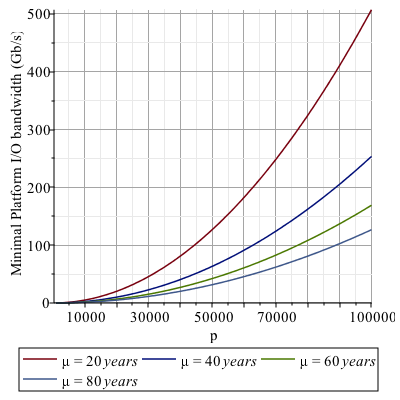 Minimal Platform I/O bandwidth (Gb/s)
500
400
300
200
100
0
10000 30000 50000 70000 100000
p
μ = 20 years μ = 40 years μ = 60 years
μ = 80 years